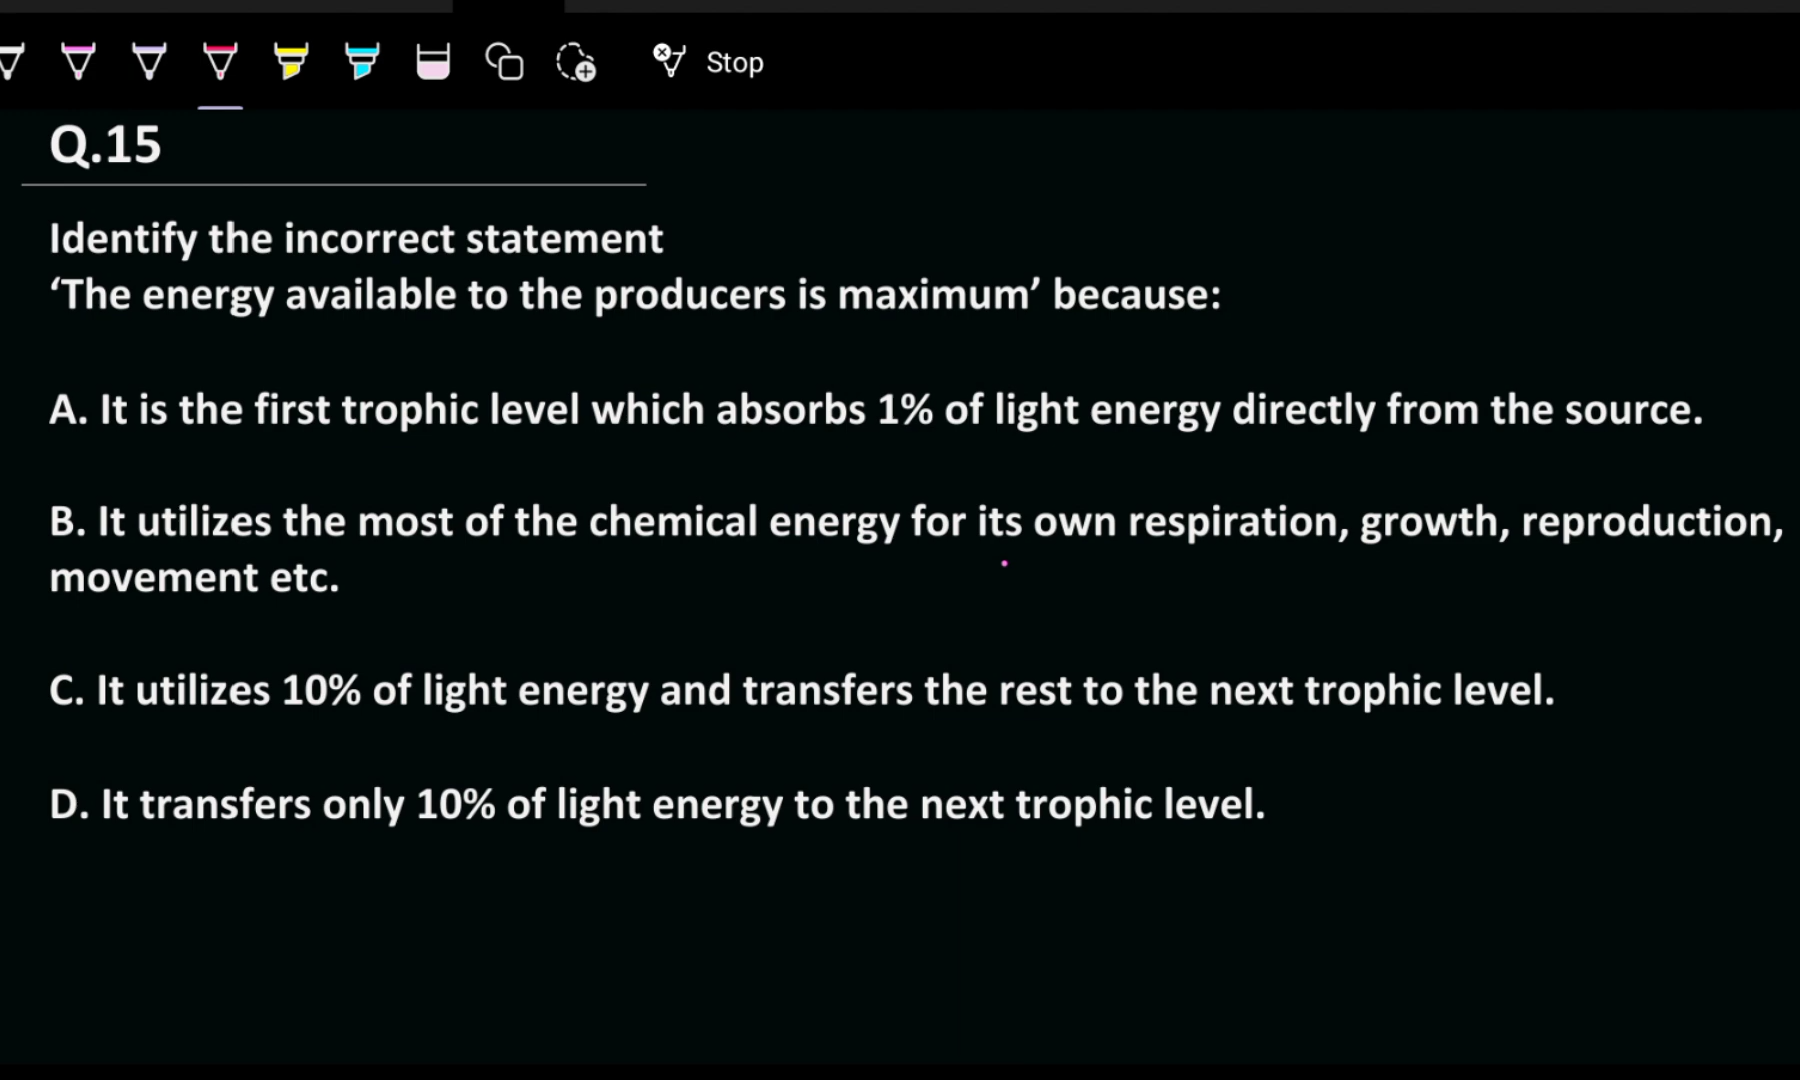 Stop
Q.15
Identify the incorrect statement
‘The energy available to the producers is maximum’ because:
A. It is the first trophic level which absorbs 1% of light energy directly from the source.
B. It utilizes the most of the chemical energy for its own respiration, growth, reproduction,
movement etc.
C. It utilizes 10% of light energy and transfers the rest to the next trophic level.
D. It transfers only 10% of light energy to the next trophic level.